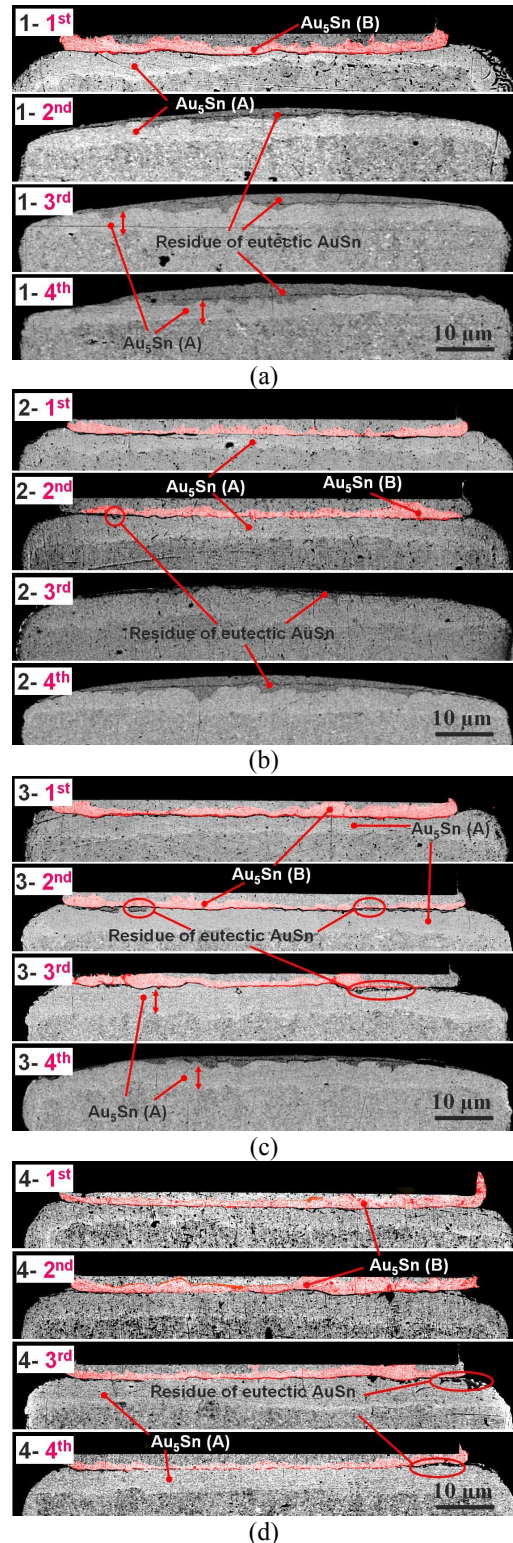 1- 1st
Au5Sn (B)
Au5Sn (A)
1- 2nd
1- 3rd
Residue of eutectic AuSn
1- 4th
Au5Sn (A)
10 μm
(a)
2- 1st
2- 2nd
Au5Sn (A)
Au5Sn (B)
2- 3rd
Residue of eutectic AuSn
2- 4th
10 μm
(b)
3- 1st
Au5Sn (A)
3- 2nd
Au5Sn (B)
Residue of eutectic AuSn
3- 3rd
3- 4th
Au5Sn (A)
10 μm
(c)
4- 1st
4- 2nd
Au5Sn (B)
4- 3rd
Residue of eutectic AuSn
Au5Sn (A)
4- 4th
10 μm
(d)